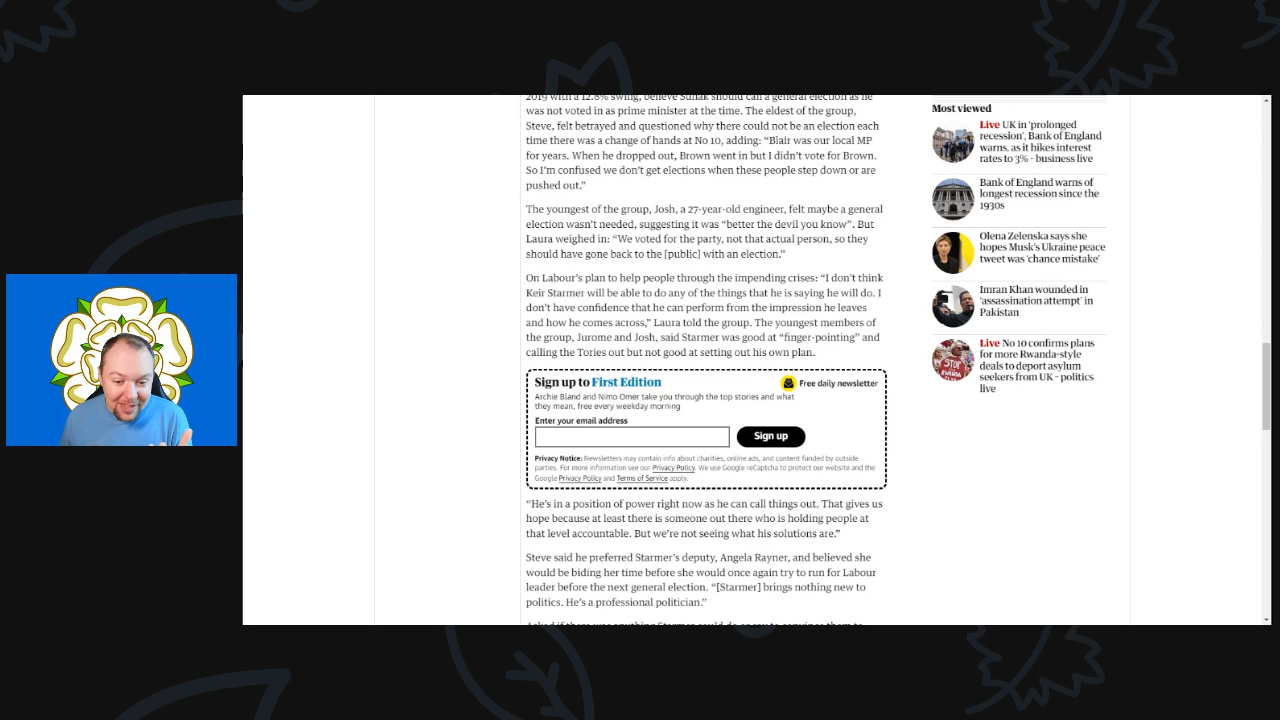 2019 with a 12.8% swing, believe Sunak should call a general election as he
was not voted in as prime minister at the time. The eldest of the group,
Steve, felt betrayed and questioned why there could not be an election each
time there was a change of hands at No 10, adding: “Blair was our local MP
for years. When he dropped out, Brown went in but I didn’t vote for Brown.
So I’m confused we don’t get elections when these people step down or are
pushed out.”
The youngest of the group, Josh, a 27-year-old engineer, felt maybe a general
election wasn’t needed, suggesting it was “better the devil you know”. But
Laura weighed in: “We voted for the party, not that actual person, so they
should have gone back to the [public] with an election.”
On Labour’s plan to help people through the impending crises: “I don’t think
Keir Starmer will be able to do any of the things that he is saying he will do. I
don’t have confidence that he can perform from the impression he leaves
and how he comes across,” Laura told the group. The youngest members of
the group, Jurome and Josh, said Starmer was good at “finger-pointing” and
calling the Tories out but not good at setting out his own plan.
Sign up to First Edition
Free daily newsletter
Archie Bland and Nimo Omer take you through the top stories and what
they mean, free every weekday morning
Enter your email address
Sign up
Privacy Notice: Newsletters may contain info about charities, online ads, and content funded by outside
parties. For more information see our Privacy Policy. We use Google reCaptcha to protect our website and the
Google Privacy Policy and Terms of Service apply.
“He’s in a position of power right now as he can call things out. That gives us
hope because at least there is someone out there who is holding people at
that level accountable. But we’re not seeing what his solutions are.”
Steve said he preferred Starmer’s deputy, Angela Rayner, and believed she
would be biding her time before she would once again try to run for Labour
leader before the next general election. “[Starmer] brings nothing new to
politics. He’s a professional politician.”
Asked if there was anything Starmer could do or say to convince them to
Most viewed
Live UK in ‘prolonged
recession’, Bank of England
warns, as it hikes interest
rates to 3% – business live
Bank of England warns of
longest recession since the
1930s
Olena Zelenska says she
hopes Musk’s Ukraine peace
tweet was ‘chance mistake’
Imran Khan wounded in
‘assassination attempt’ in
Pakistan
Live No 10 confirms plans
for more Rwanda-style
deals to deport asylum
seekers from UK – politics
live
STOP
RWANDA